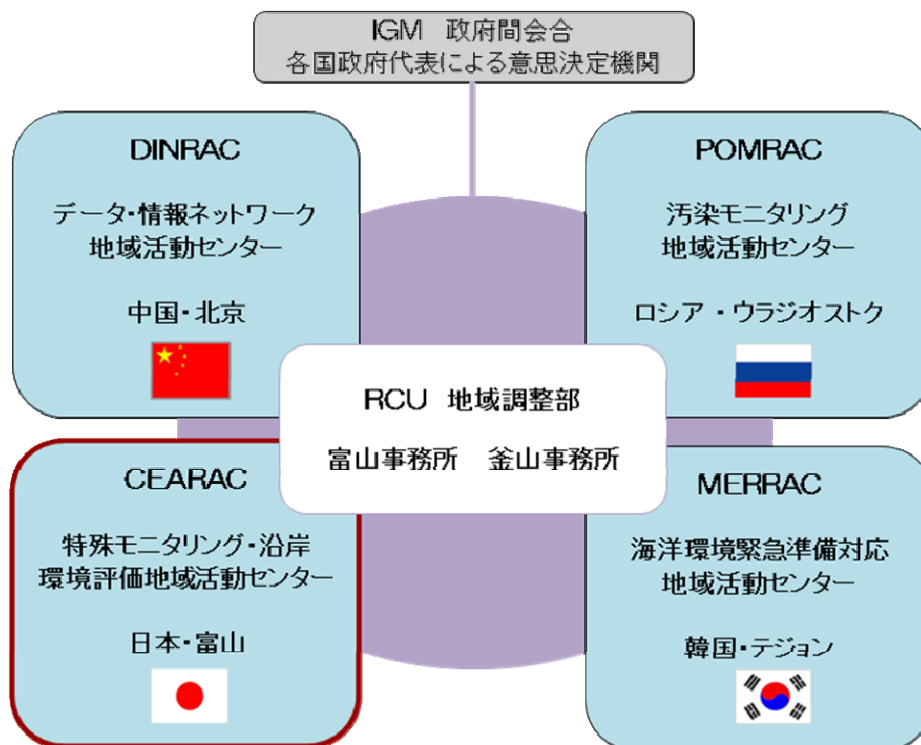 IGM 政府間会合
各国政府代表による意思決定機関
DINRAC
データ・情報ネットワーク
地域活動センター
中国・北京
POMRAC
汚染モニタリング
地域活動センター
ロシア ・ウラジオストク
RCU 地域調整部
富山事務所 釜山事務所
CEARAC
特殊モニタリング・沿岸
環境評価地域活動センター
日本・富山
MERRAC
海洋環境緊急準備対応
地域活動センター
韓国・テジョン